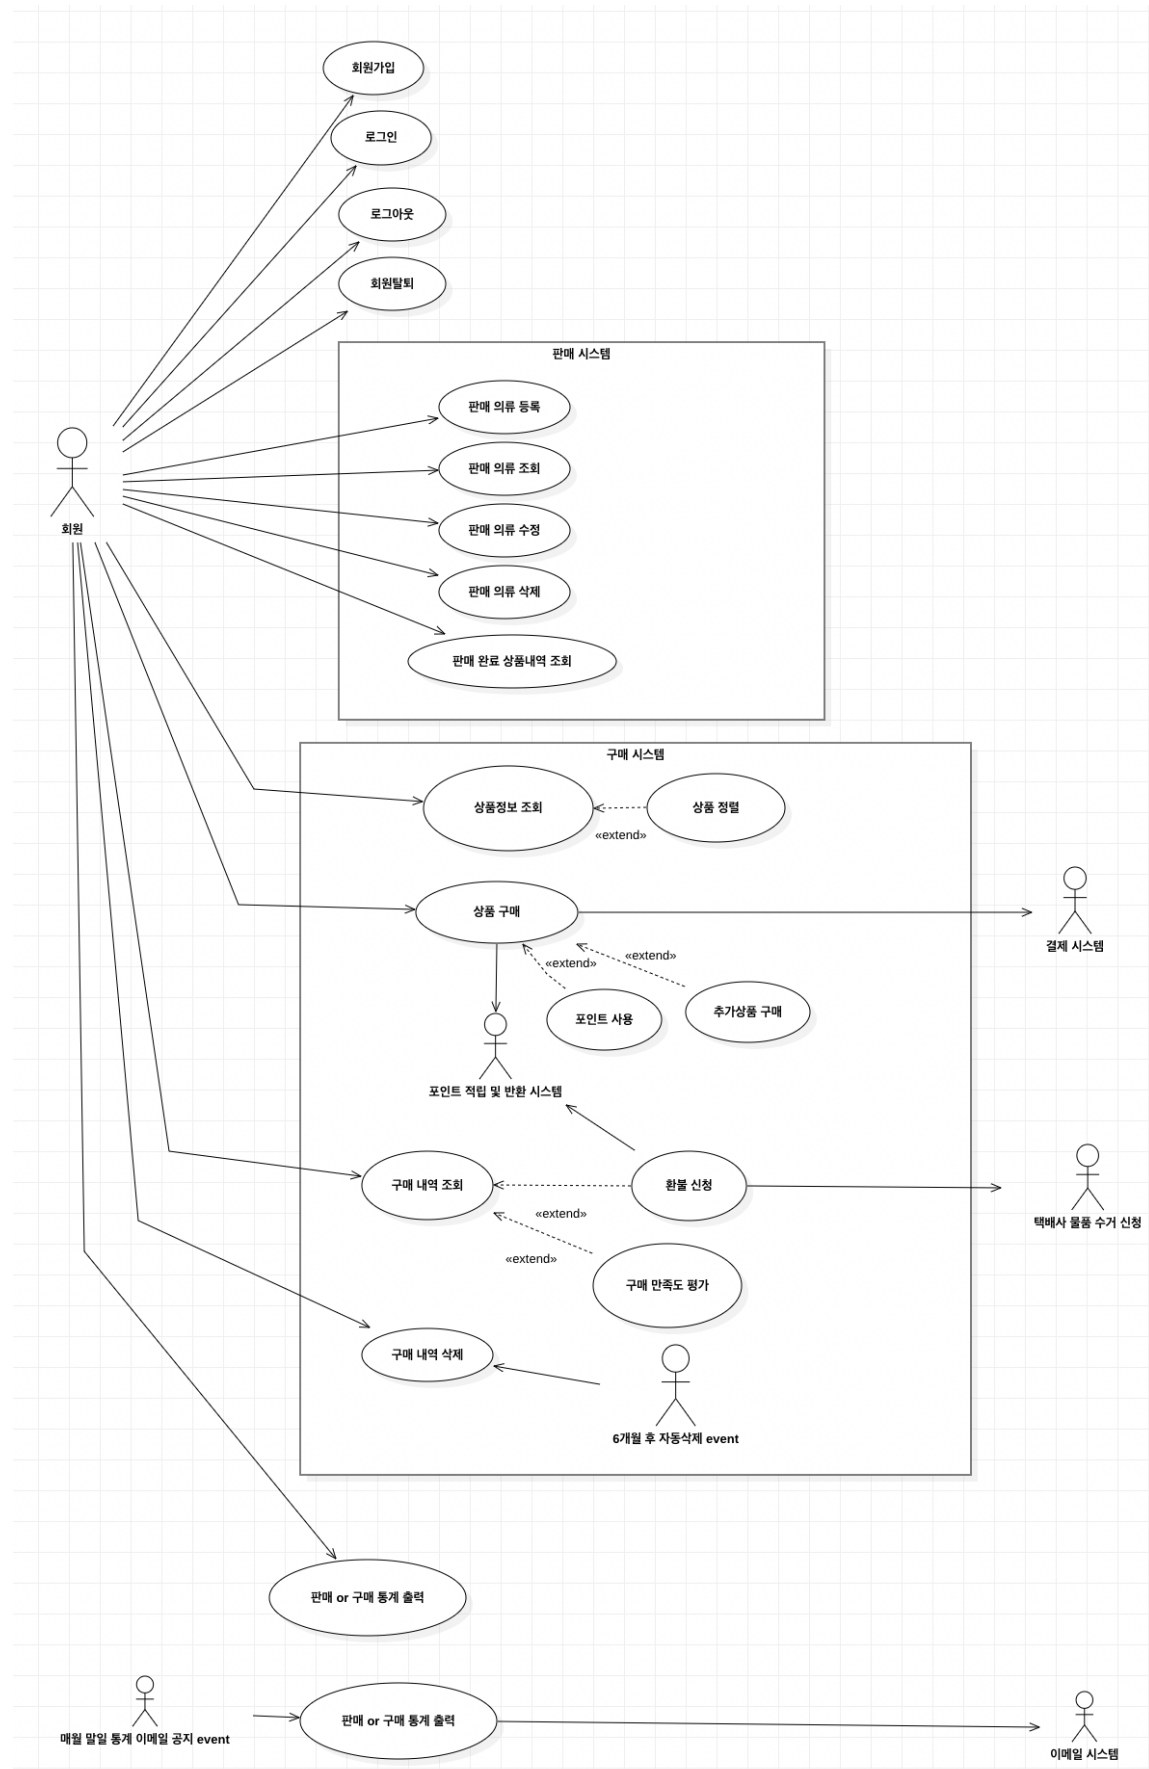 회원가입
로그인
로그아웃
회원탈퇴
판매 시스템
판매 의류 등록
판매 의류 조회
판매 의류 수정
판매 의류 삭제
판매 완료 상품내역 조회
회원
구매 시스템
상품정보 조회
상품 정렬
«extend»
상품 구매
결제 시스템
«extend»
«extend»
포인트 사용
추가상품 구매
포인트 적립 및 반환 시스템
구매 내역 조회
환불 신청
택배사 물품 수거 신청
«extend»
«extend»
구매 만족도 평가
구매 내역 삭제
6개월 후 자동삭제 event
판매 or 구매 통계 출력
매월 말일 통계 이메일 공지 event
판매 or 구매 통계 출력
이메일 시스템